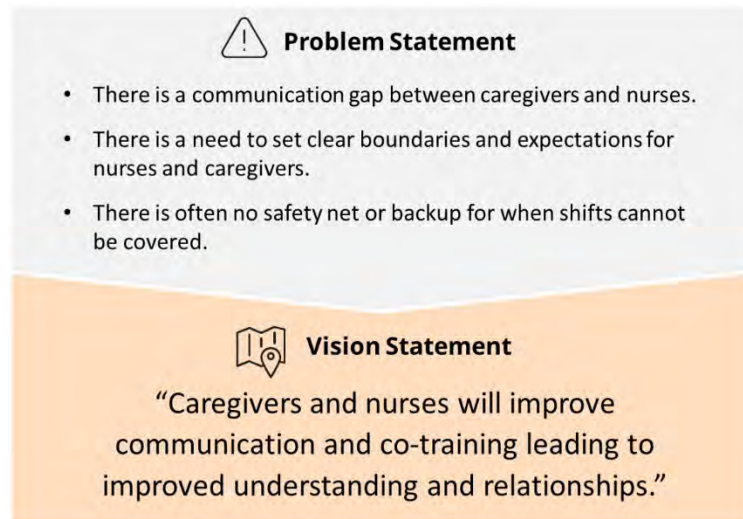 Problem Statement
• There is a communication gap between caregivers and nurses.
• There is a need to set clear boundaries and expectations for
nurses and caregivers.
• There is often no safety net or backup for when shifts cannot
be covered.
Vision Statement
“Caregivers and nurses will improve
communication and co-training leading to
improved understanding and relationships.”